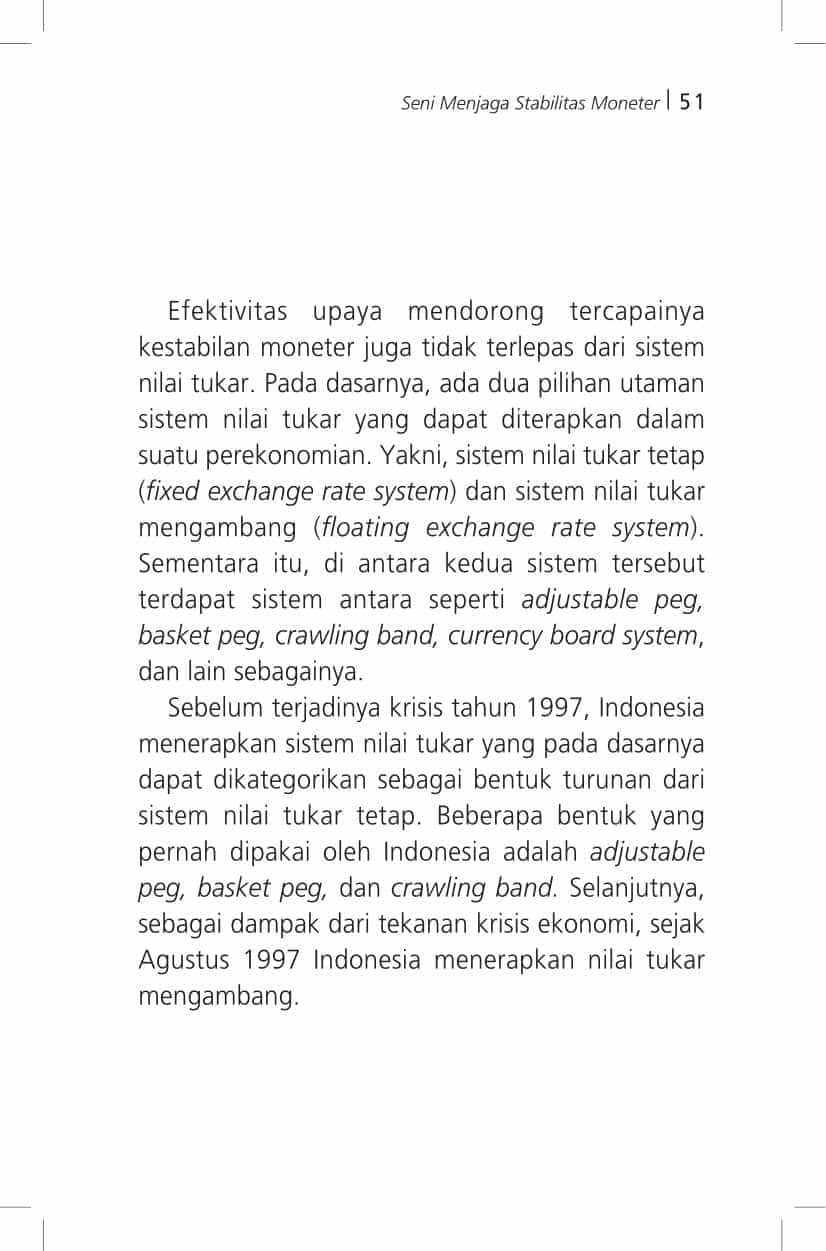 Seni Menjaga Stabilitas Moneter | 51
Efektivitas upaya mendorong tercapainya
kestabilan moneter juga tidak terlepas dari sistem
nilai tukar. Pada dasarnya, ada dua pilihan utaman
sistem nilai tukar yang dapat diterapkan dalam
suatu perekonomian. Yakni, sistem nilai tukar tetap
(fixed exchange rate system) dan sistem nilai tukar
mengambang (floating exchange rate system).
Sementara itu, di antara kedua sistem tersebut
terdapat sistem antara seperti adjustable peg,
basket peg, crawling band, currency board system,
dan lain sebagainya.
Sebelum terjadinya krisis tahun 1997, Indonesia
menerapkan sistem nilai tukar yang pada dasarnya
dapat dikategorikan sebagai bentuk turunan dari
sistem nilai tukar tetap. Beberapa bentuk yang
pernah dipakai oleh Indonesia adalah adjustable
peg, basket peg, dan crawling band. Selanjutnya,
sebagai dampak dari tekanan krisis ekonomi, sejak
Agustus 1997 Indonesia menerapkan nilai tukar
mengambang.